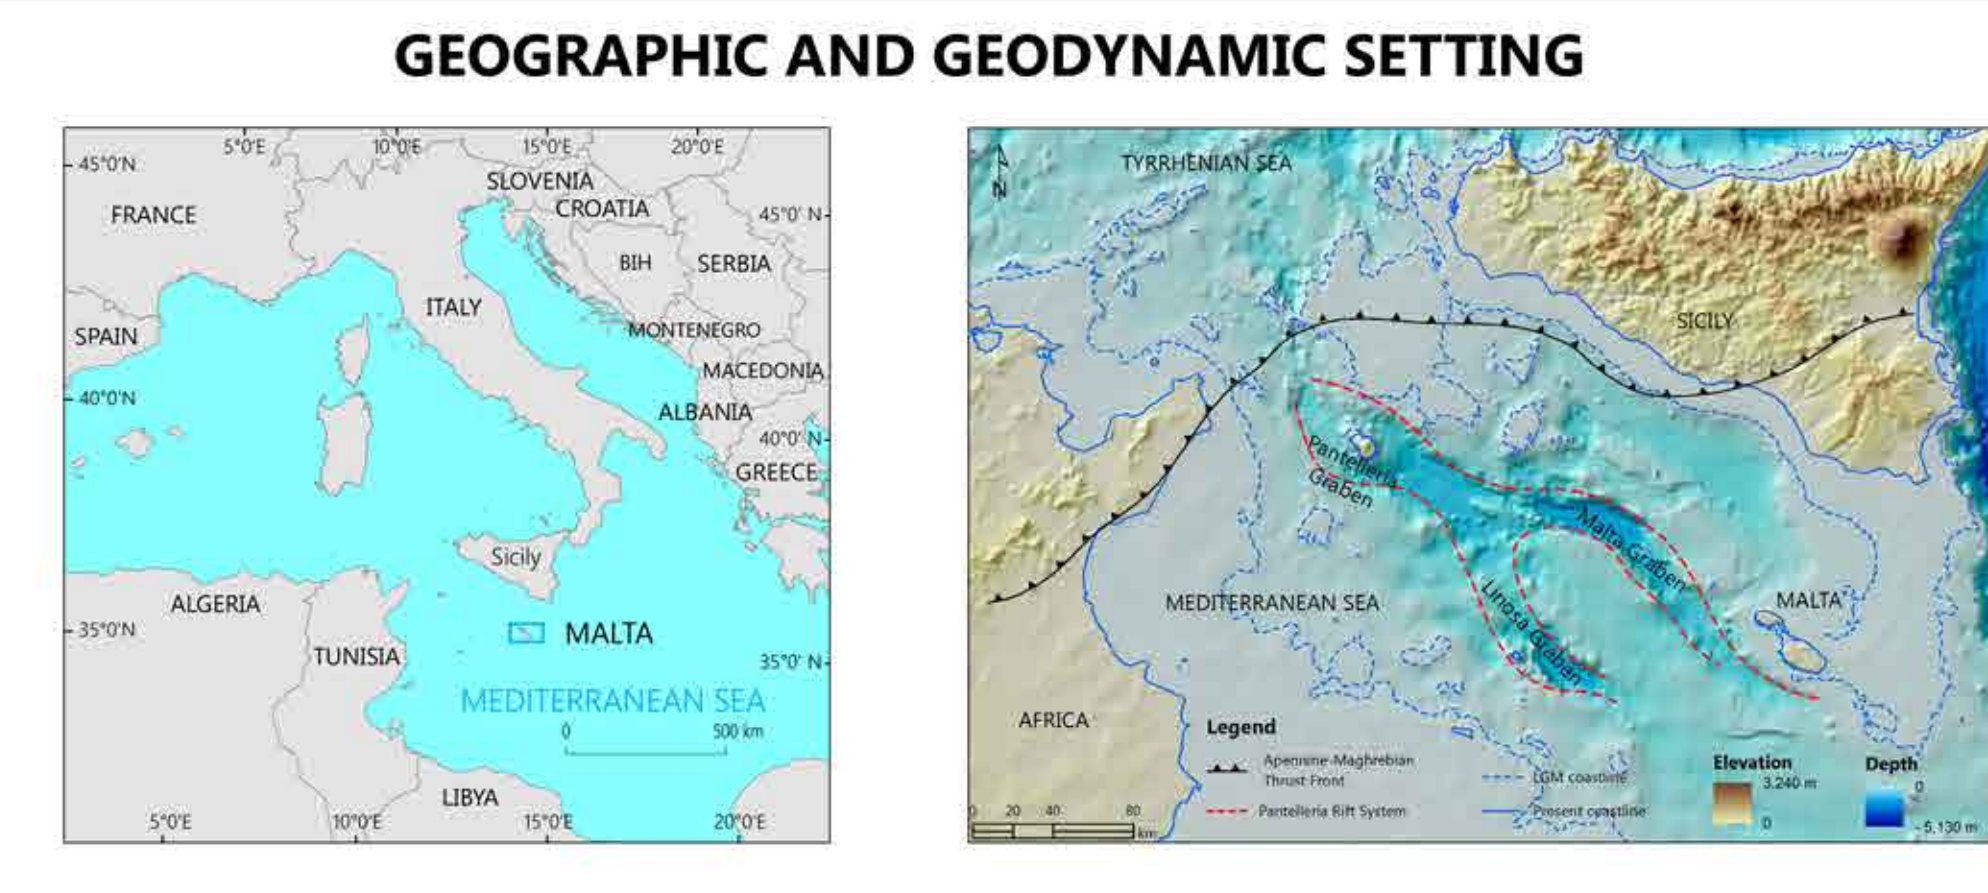 GEOGRAPHIC AND GEODYNAMIC SETTING
5°0'E 10°0'E 15°0'E 20°0'E
45°0'N
SLOVENIA
CROATIA
FRANCE
45°0' N
BIH
SERBIA
ITALY
SPAIN
MONTENEGRO
MACEDONIA
40°0'N
ALBANIA
40°0' N
GREECE
Sicily
ALGERIA
35°0'N
MALTA
TUNISIA
35°0' N
MEDITERRANEAN SEA
0 500 km
LIBYA
5°0'E 10°0'E 15°0'E 20°0'E
N
TYRRHENIAN SEA
SICILY
Pantelleria
Graben
Malta Graben
Linosa Graben
MEDITERRANEAN SEA
MALTA
AFRICA
Legend
Apennine-Maghrebian
Thrust Front
Pantelleria Rift System
LGM coastline
Present coastline
Elevation
3.240 m
0
Depth
0
-5,130 m
0 20 40 80
km